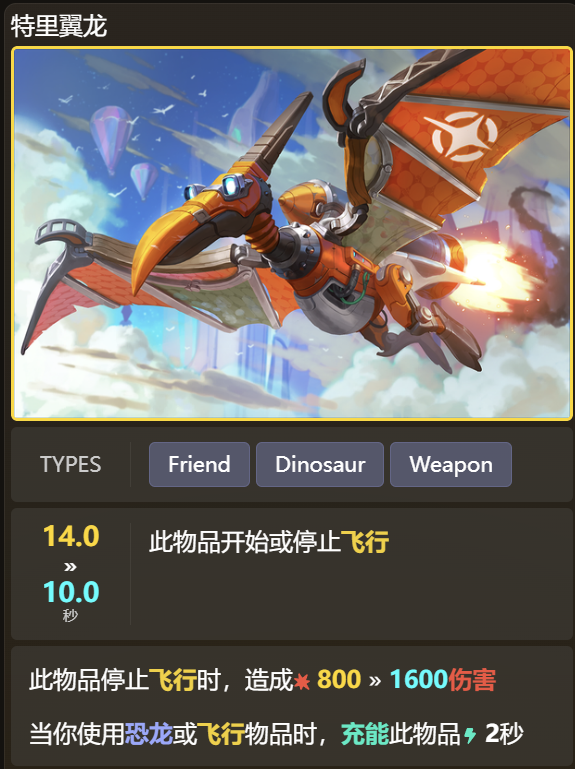 特里翼龙
TYPES
Friend
Dinosaur
Weapon
14.0
»
10.0
秒
此物品开始或停止飞行
此物品停止飞行时，造成 800 » 1600伤害
当你使用恐龙或飞行物品时，充能此物品 2秒